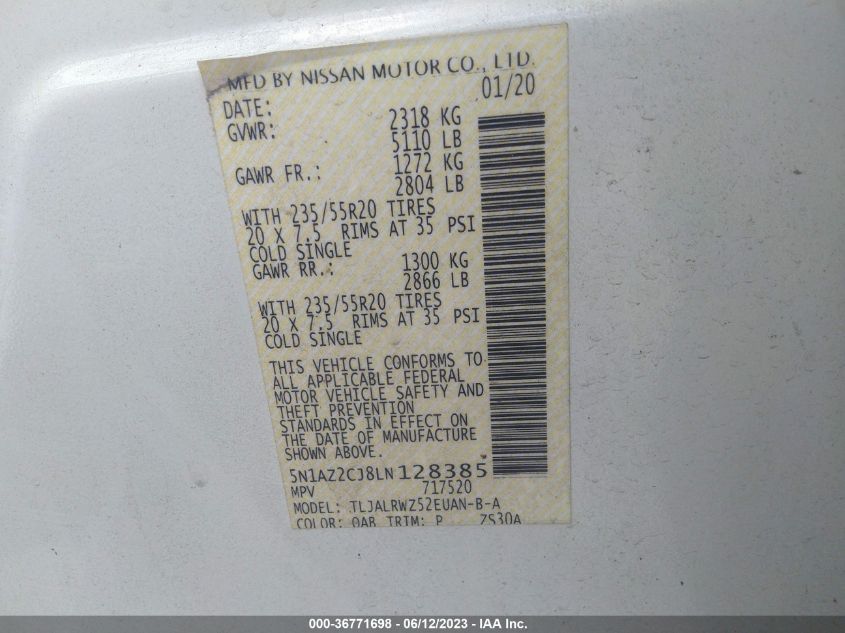 MFD BY NISSAN MOTOR CO., LTD.
DATE: 01/20
GVWR: 2318 KG
5110 LB
GAWR FR.: 1272 KG
2804 LB
WITH 235/55R20 TIRES
20 X 7.5 RIMS AT 35 PSI
COLD SINGLE
GAWR RR.: 1300 KG
2866 LB
WITH 235/55R20 TIRES
20 X 7.5 RIMS AT 35 PSI
COLD SINGLE
THIS VEHICLE CONFORMS TO
ALL APPLICABLE FEDERAL
MOTOR VEHICLE SAFETY AND
THEFT PREVENTION
STANDARDS IN EFFECT ON
THE DATE OF MANUFACTURE
SHOWN ABOVE.
5N1AZ2CJ8LN128385
MPV 717520
MODEL: TLJALRWZ52EUAN-B-A
COLOR: QAB TRIM: P ZS30A
000-36771698 - 06/12/2023 - IAA Inc.